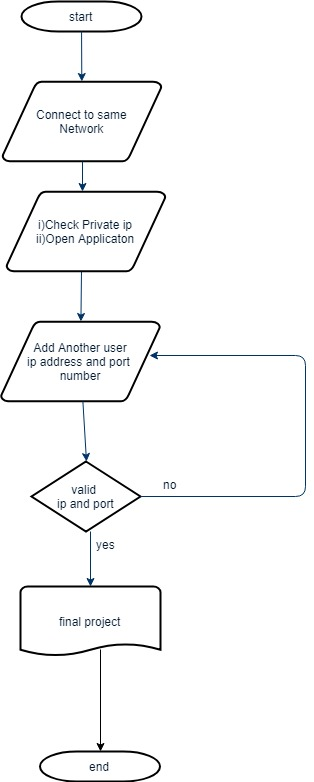 start
Connect to same
Network
i)Check Private ip
ii)Open Applicaton
Add Another user
ip address and port
number
valid
ip and port
no
yes
final project
end